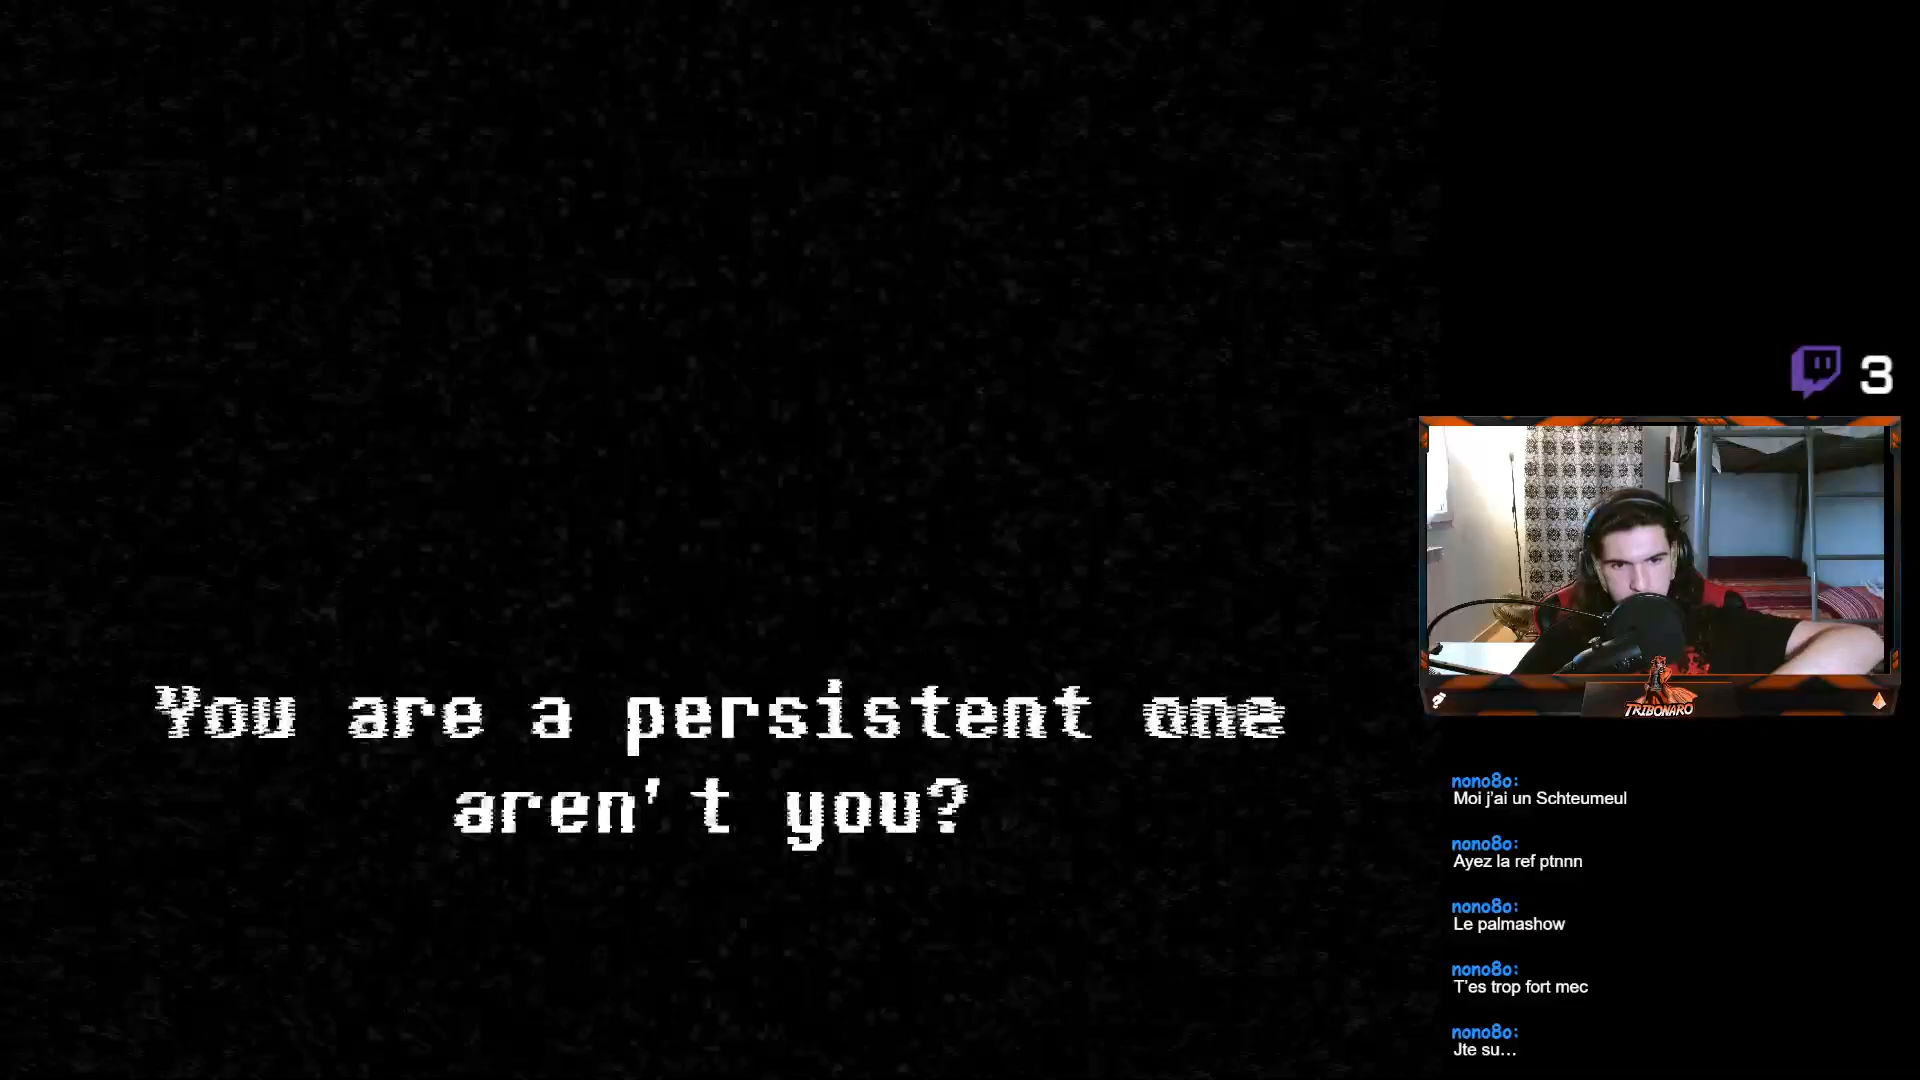 You are a persistent one
aren't you?
3
TRIBONARO
nono8o:
Moi j'ai un Schteumeul
nono8o:
Ayez la ref ptnnn
nono8o:
Le palmashow
nono8o:
T'es trop fort mec
nono8o:
Jte su...